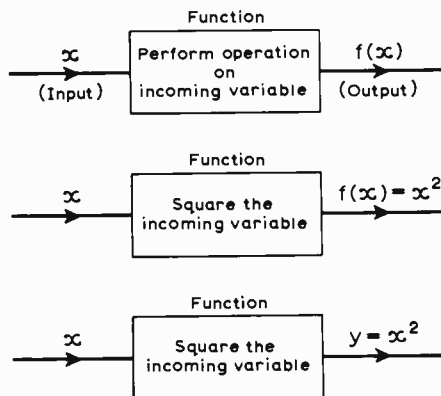 Function
x
f(x)
Perform operation
on
incoming variable
(Input)
(Output)
Function
x
f(x) = x²
Square the
incoming variable
Function
x
y = x²
Square the
incoming variable